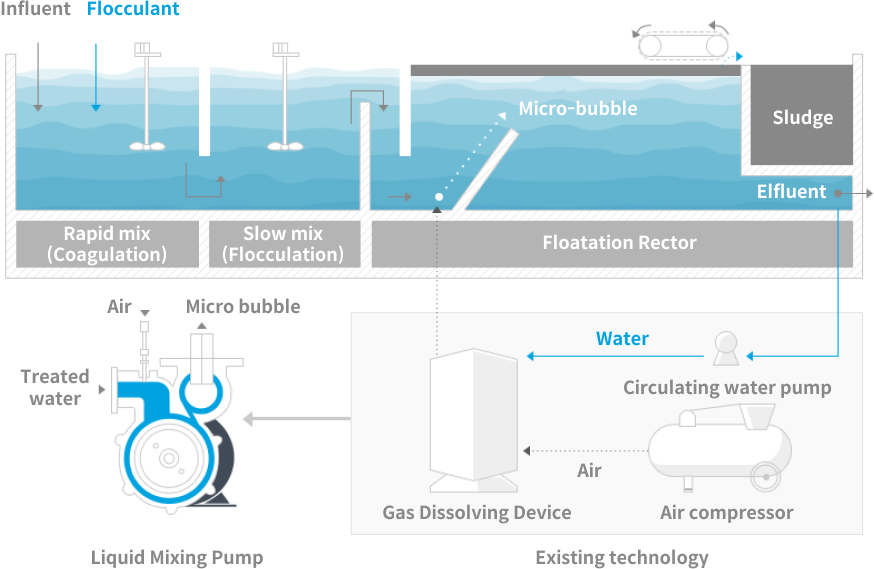 Influent Flocculant
Micro-bubble
Sludge
Elfluent
Rapid mix
(Coagulation)
Slow mix
(Flocculation)
Floatation Rector
Air
Micro bubble
Treated
water
Water
Circulating water pump
Air
Gas Dissolving Device
Air compressor
Liquid Mixing Pump
Existing technology